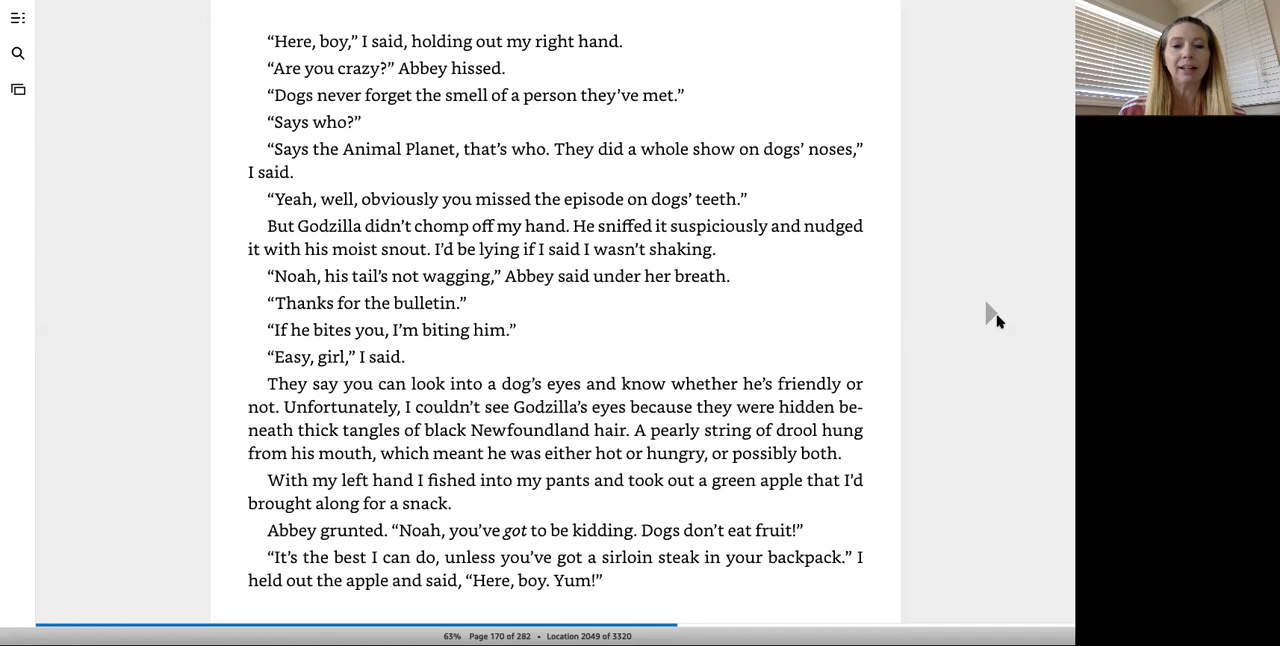 “Here, boy,” I said, holding out my right hand.
“Are you crazy?” Abbey hissed.
“Dogs never forget the smell of a person they’ve met.”
“Says who?”
“Says the Animal Planet, that’s who. They did a whole show on dogs’ noses,”
I said.
“Yeah, well, obviously you missed the episode on dogs’ teeth.”
But Godzilla didn’t chomp off my hand. He sniffed it suspiciously and nudged
it with his moist snout. I’d be lying if I said I wasn’t shaking.
“Noah, his tail’s not wagging,” Abbey said under her breath.
“Thanks for the bulletin.”
“If he bites you, I’m biting him.”
“Easy, girl,” I said.
They say you can look into a dog’s eyes and know whether he’s friendly or
not. Unfortunately, I couldn’t see Godzilla’s eyes because they were hidden be-
neath thick tangles of black Newfoundland hair. A pearly string of drool hung
from his mouth, which meant he was either hot or hungry, or possibly both.
With my left hand I fished into my pants and took out a green apple that I’d
brought along for a snack.
Abbey grunted. “Noah, you’ve got to be kidding. Dogs don’t eat fruit!”
“It’s the best I can do, unless you’ve got a sirloin steak in your backpack.” I
held out the apple and said, “Here, boy. Yum!”
63% Page 170 of 282 • Location 2049 of 3320